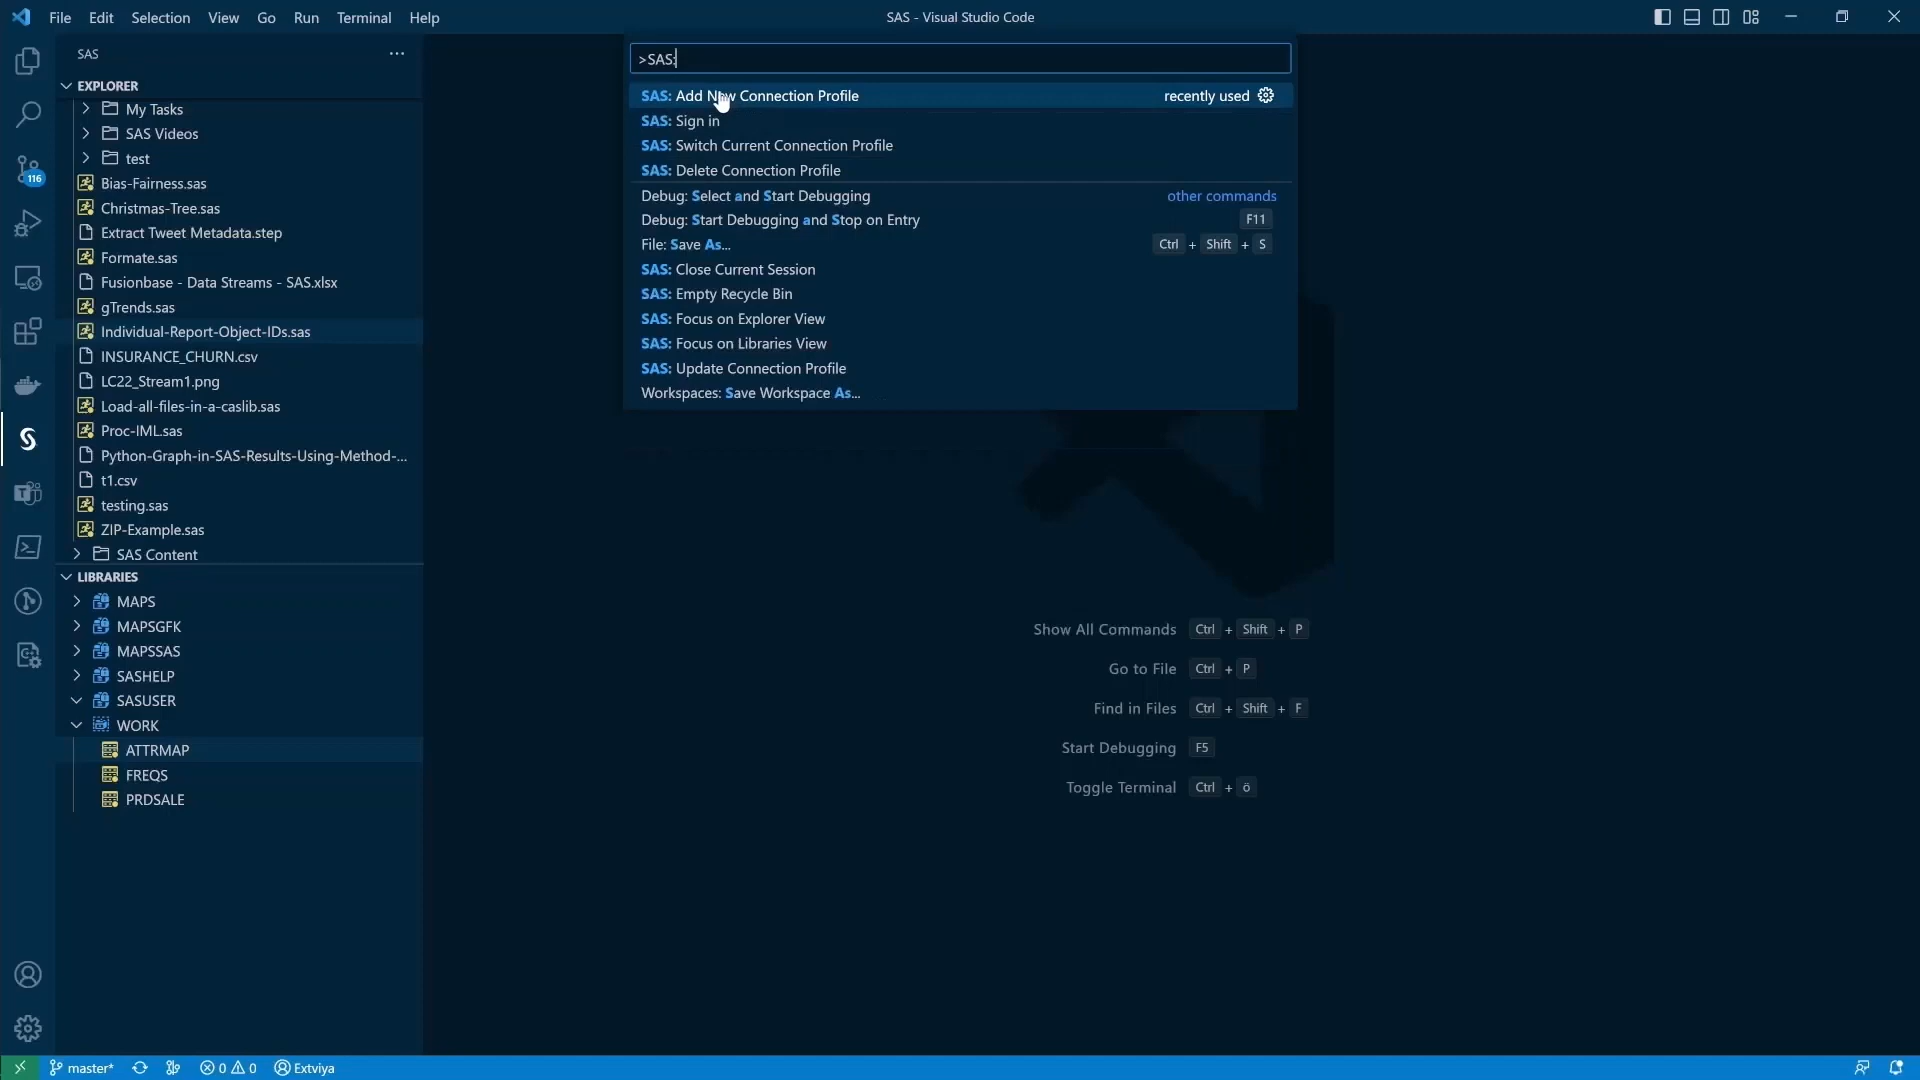 File Edit Selection View Go Run Terminal Help
SAS - Visual Studio Code
SAS
EXPLORER
My Tasks
SAS Videos
test
Bias-Fairness.sas
Christmas-Tree.sas
Extract Tweet Metadata.step
Formate.sas
Fusionbase - Data Streams - SAS.xlsx
gTrends.sas
Individual-Report-Object-IDs.sas
INSURANCE_CHURN.csv
LC22_Stream1.png
Load-all-files-in-a-caslib.sas
Proc-IML.sas
Python-Graph-in-SAS-Results-Using-Method-...
t1.csv
testing.sas
ZIP-Example.sas
SAS Content
LIBRARIES
MAPS
MAPSGFK
MAPSSAS
SASHELP
SASUSER
WORK
ATTRMAP
FREQS
PRDSALE
116
>SAS:
SAS: Add New Connection Profile recently used
SAS: Sign in
SAS: Switch Current Connection Profile
SAS: Delete Connection Profile
Debug: Select and Start Debugging other commands
Debug: Start Debugging and Stop on Entry F11
File: Save As... Ctrl + Shift + S
SAS: Close Current Session
SAS: Empty Recycle Bin
SAS: Focus on Explorer View
SAS: Focus on Libraries View
SAS: Update Connection Profile
Workspaces: Save Workspace As...
Show All Commands Ctrl + Shift + P
Go to File Ctrl + P
Find in Files Ctrl + Shift + F
Start Debugging F5
Toggle Terminal Ctrl + ö
master* 0 0 Extviya